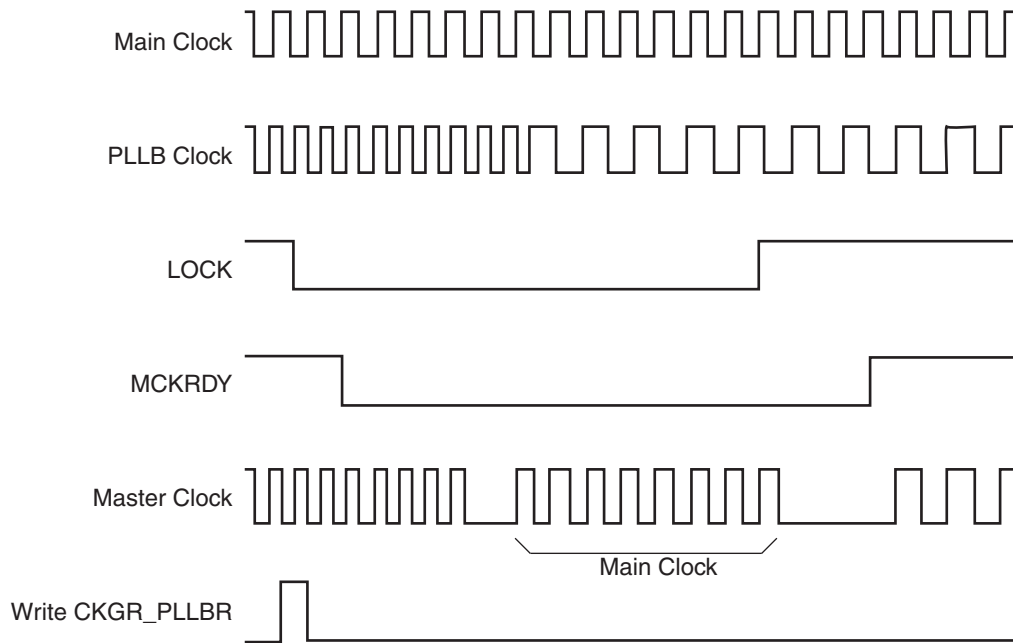 Main Clock
PLLB Clock
LOCK
MCKRDY
Master Clock
Main Clock
Write CKGR_PLLBR